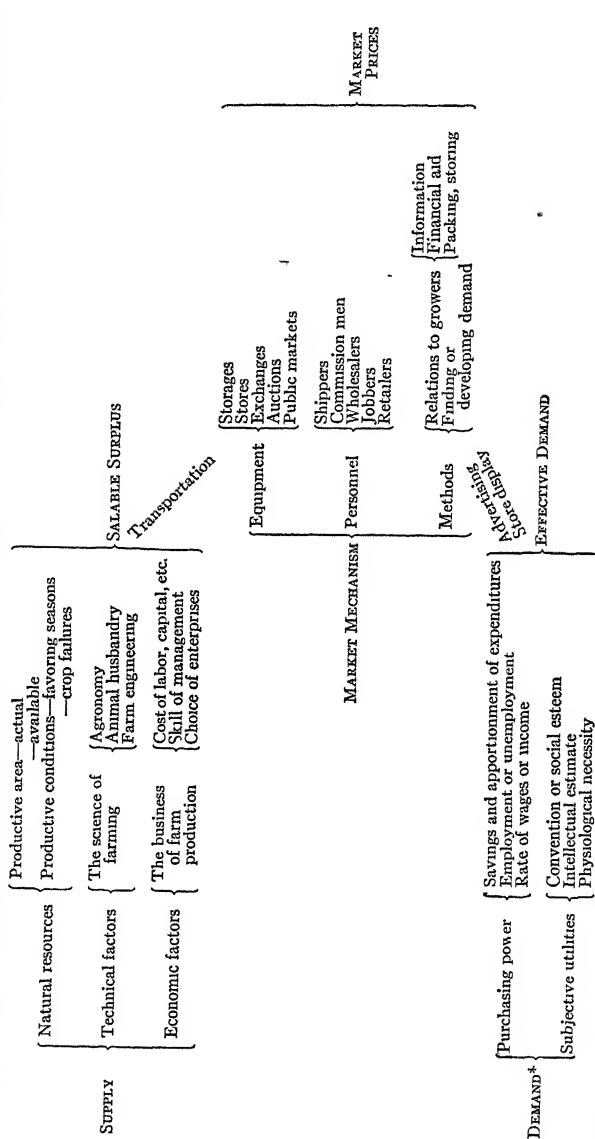 SUPPLY
Natural resources
Productive area—actual
—available
Productive conditions—favoring seasons
—crop failures
Technical factors
The science of
farming
Agronomy
Animal husbandry
Farm engineering
Economic factors
The business
of farm
production
Cost of labor, capital, etc.
Skill of management
Choice of enterprises
SALABLE SURPLUS
Transportation
MARKET MECHANISM
Equipment
Storages
Stores
Exchanges
Auctions
Public markets
Personnel
Shippers
Commission men
Wholesalers
Jobbers
Retailers
Methods
Relations to growers
Finding or
developing demand
Information
Financial aid
Packing, storing
MARKET
PRICES
Advertising
Store display
DEMAND*
Purchasing power
Savings and apportionment of expenditures
Employment or unemployment
Rate of wages or income
Subjective utilities
Convention or social esteem
Intellectual estimate
Physiological necessity
EFFECTIVE DEMAND